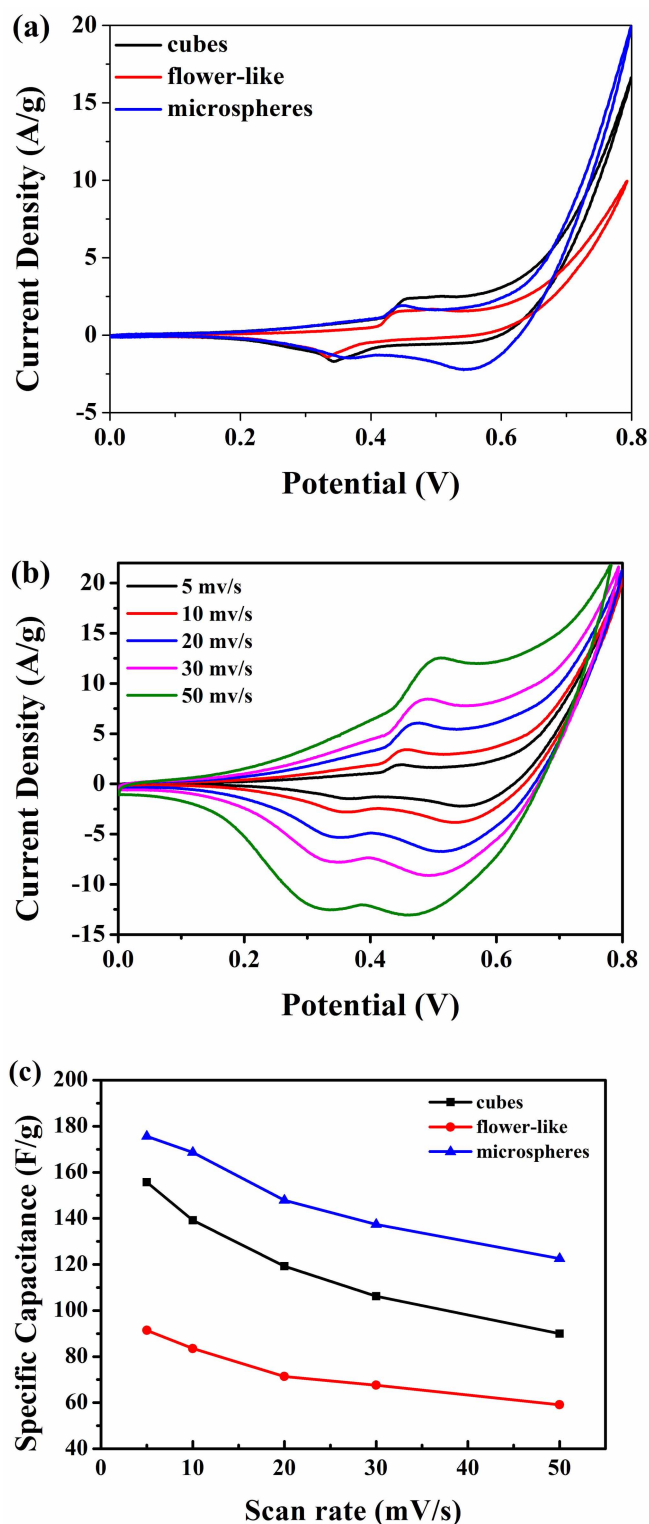 (a)
20
15
10
5
0
-5
Current Density (A/g)
cubes
flower-like
microspheres
0.0 0.2 0.4 0.6 0.8
Potential (V)
(b)
20
15
10
5
0
-5
-10
-15
Current Density (A/g)
5 mv/s
10 mv/s
20 mv/s
30 mv/s
50 mv/s
0.0 0.2 0.4 0.6 0.8
Potential (V)
(c)
200
180
160
140
120
100
80
60
40
Specific Capacitance (F/g)
cubes
flower-like
microspheres
0 10 20 30 40 50
Scan rate (mV/s)